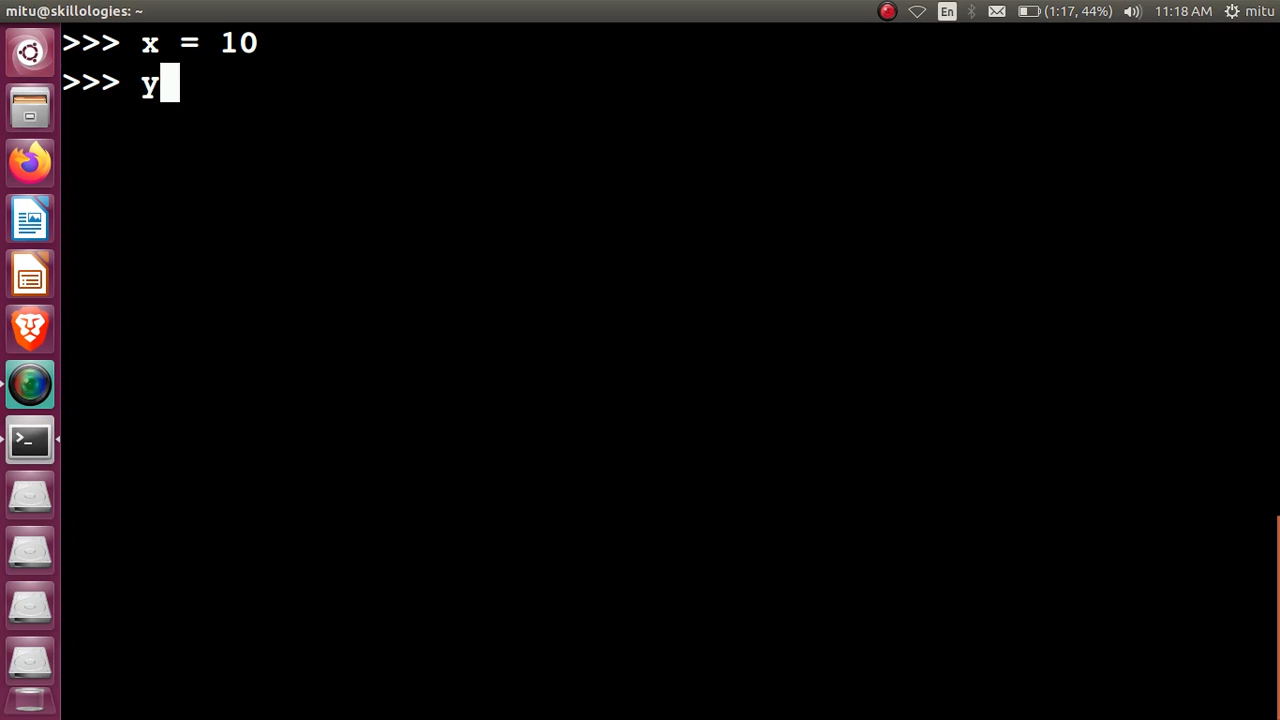 mitu@skillologies: ~
En
(1:17, 44%)
11:18 AM
mitu
>>> x = 10
>>> y
>_